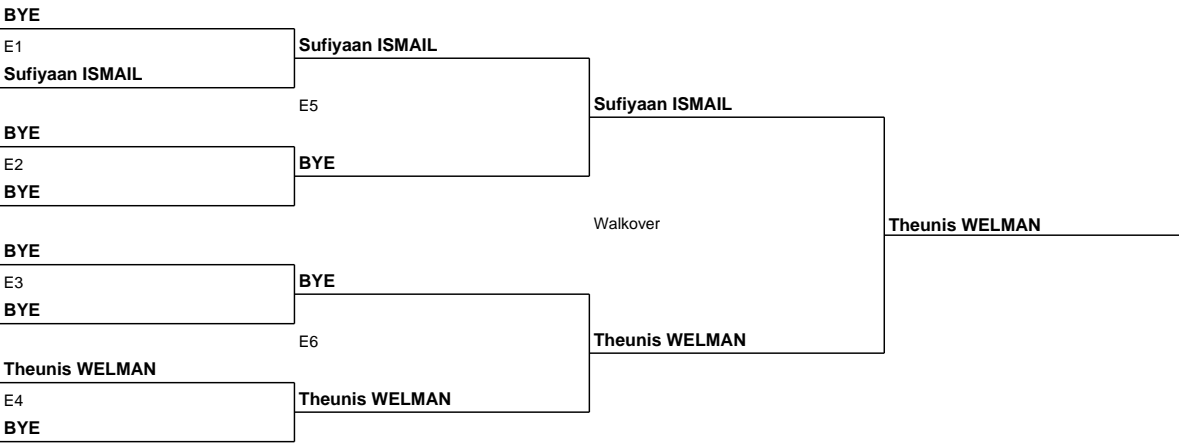 BYE
E1
Sufiyaan ISMAIL
BYE
E2
BYE
BYE
E3
BYE
Theunis WELMAN
E4
BYE
Sufiyaan ISMAIL
E5
BYE
BYE
E6
Theunis WELMAN
Sufiyaan ISMAIL
Walkover
Theunis WELMAN
Theunis WELMAN